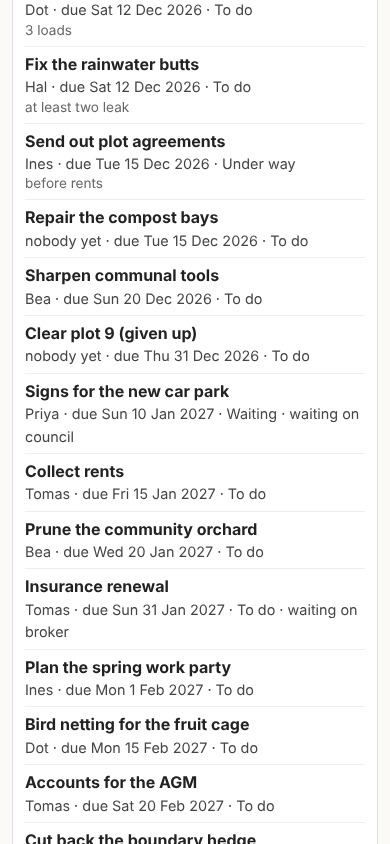 Dot · due Sat 12 Dec 2026 · To do
3 loads
Fix the rainwater butts
Hal · due Sat 12 Dec 2026 · To do
at least two leak
Send out plot agreements
Ines · due Tue 15 Dec 2026 · Under way
before rents
Repair the compost bays
nobody yet · due Tue 15 Dec 2026 · To do
Sharpen communal tools
Bea · due Sun 20 Dec 2026 · To do
Clear plot 9 (given up)
nobody yet · due Thu 31 Dec 2026 · To do
Signs for the new car park
Priya · due Sun 10 Jan 2027 · Waiting · waiting on
council
Collect rents
Tomas · due Fri 15 Jan 2027 · To do
Prune the community orchard
Bea · due Wed 20 Jan 2027 · To do
Insurance renewal
Tomas · due Sun 31 Jan 2027 · To do · waiting on
broker
Plan the spring work party
Ines · due Mon 1 Feb 2027 · To do
Bird netting for the fruit cage
Dot · due Mon 15 Feb 2027 · To do
Accounts for the AGM
Tomas · due Sat 20 Feb 2027 · To do
Cut back the boundary hedge